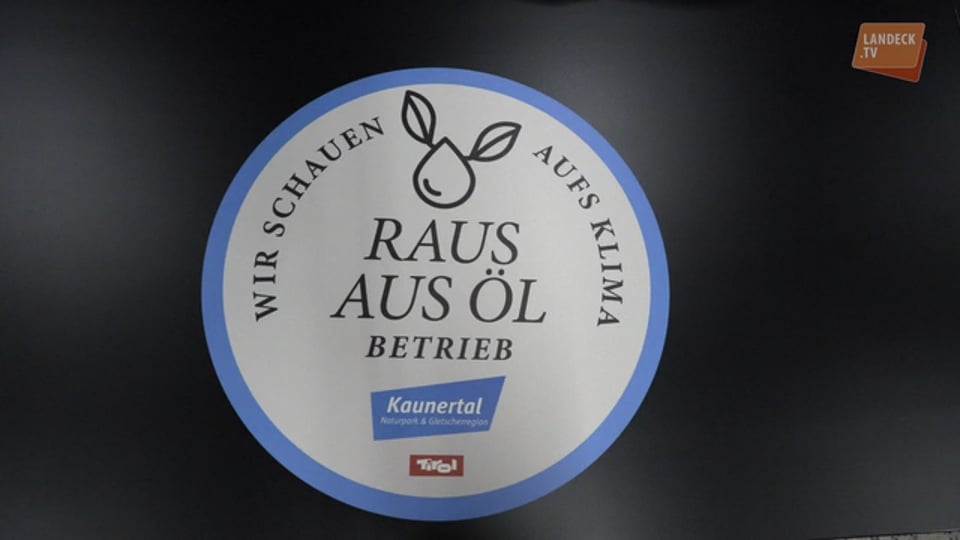 LANDECK
.TV
WIR SCHAUEN AUFS KLIMA
RAUS
AUS ÖL
BETRIEB
Kaunertal
Naturpark & Gletscherregion
Tirol